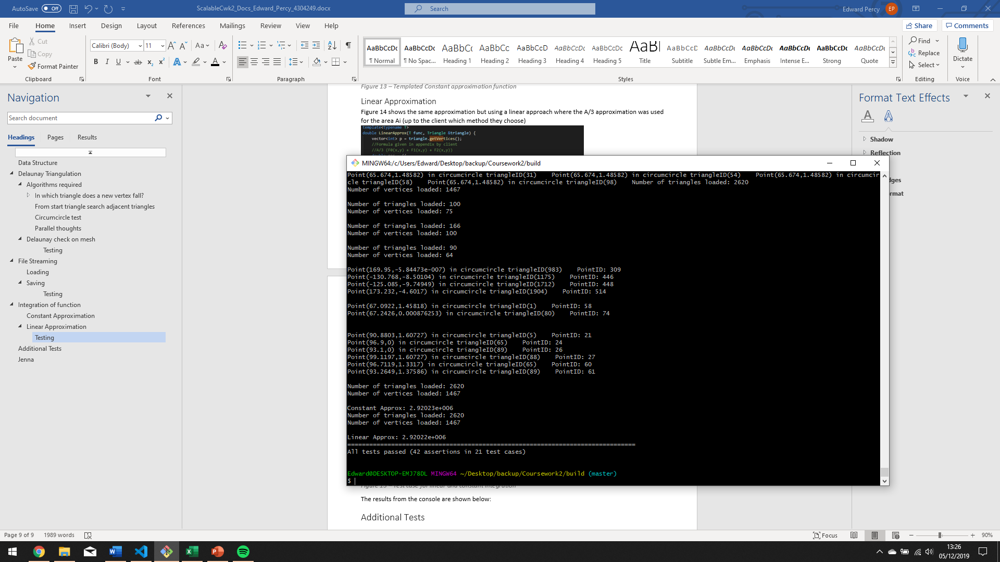 AutoSave Off
ScalableCwk2_Docs_Edward_Percy_4304249.docx
Search
Edward Percy EP
File Home Insert Design Layout References Mailings Review View Help
Share Comments
Paste
Cut
Copy
Format Painter
Clipboard
Calibri (Body) 11
Font
Paragraph
AaBbCcDc ¶ Normal
AaBbCcDc ¶ No Spac...
AaBbCc Heading 1
AaBbCc Heading 2
AaBbCcD Heading 3
AaBbCcDc Heading 4
AaBbCcDc Heading 5
AaBl Title
AaBbCcD Subtitle
AaBbCcDc Subtle Em...
AaBbCcDc Emphasis
AaBbCcDc Intense E...
AaBbCcDc Strong
AaBbCcDc Quote
Styles
Find
Replace
Select
Editing
Dictate
Voice
Navigation
Search document
Headings Pages Results
Data Structure
Delaunay Triangulation
Algorithms required
In which triangle does a new vertex fall?
From start triangle search adjacent triangles
Circumcircle test
Parallel thoughts
Delaunay check on mesh
Testing
File Streaming
Loading
Saving
Testing
Integration of function
Constant Approximation
Linear Approximation
Testing
Additional Tests
Jenna
Figure 13 – Templated Constant approximation function
Linear Approximation
Figure 14 shows the same approximation but using a linear approach where the A/3 approximation was used
for the area Ai (up to the client which method they choose)
template<typename T>
double LinearApprox(T func, Triangle &triangle) {
vector<int> p = triangle.getVertices();
//Formula given in appendix by client
//A/3 (F0(x,y) + F1(x,y) + F2(x,y))
MINGW64:/c/Users/Edward/Desktop/backup/Coursework2/build
Point(65.674,1.48582) in circumcircle triangleID(31) Point(65.674,1.48582) in circumcircle triangleID(54) Point(65.674,1.48582) in circumcir
cle triangleID(58) Point(65.674,1.48582) in circumcircle triangleID(98) Number of triangles loaded: 2620
Number of vertices loaded: 1467
Number of triangles loaded: 100
Number of vertices loaded: 75
Number of triangles loaded: 166
Number of vertices loaded: 100
Number of triangles loaded: 90
Number of vertices loaded: 64
Point(169.95,-5.84473e-007) in circumcircle triangleID(983) PointID: 309
Point(-130.768,-8.50104) in circumcircle triangleID(1175) PointID: 446
Point(-125.085,-9.74949) in circumcircle triangleID(1712) PointID: 448
Point(173.232,-4.6017) in circumcircle triangleID(1904) PointID: 514
Point(67.0922,1.45818) in circumcircle triangleID(1) PointID: 58
Point(67.2426,0.000876253) in circumcircle triangleID(80) PointID: 74
Point(90.8803,1.60727) in circumcircle triangleID(5) PointID: 21
Point(96.9,0) in circumcircle triangleID(65) PointID: 24
Point(93.1,0) in circumcircle triangleID(89) PointID: 26
Point(99.1197,1.60727) in circumcircle triangleID(88) PointID: 27
Point(96.7119,1.3317) in circumcircle triangleID(65) PointID: 60
Point(93.2649,1.37586) in circumcircle triangleID(89) PointID: 61
Number of triangles loaded: 2620
Number of vertices loaded: 1467
Constant Approx: 2.92023e+006
Number of triangles loaded: 2620
Number of vertices loaded: 1467
Linear Approx: 2.92022e+006
===============================================================================
All tests passed (42 assertions in 21 test cases)
Edward@DESKTOP-EMJ78DL MINGW64 ~/Desktop/backup/Coursework2/build (master)
$
Figure 15 – Test case for linear and constant integration
The results from the console are shown below:
Additional Tests
Format Text Effects
Shadow
Reflection
dges
rmat
Page 9 of 9 1989 words
Focus
90%
13:26
05/12/2019